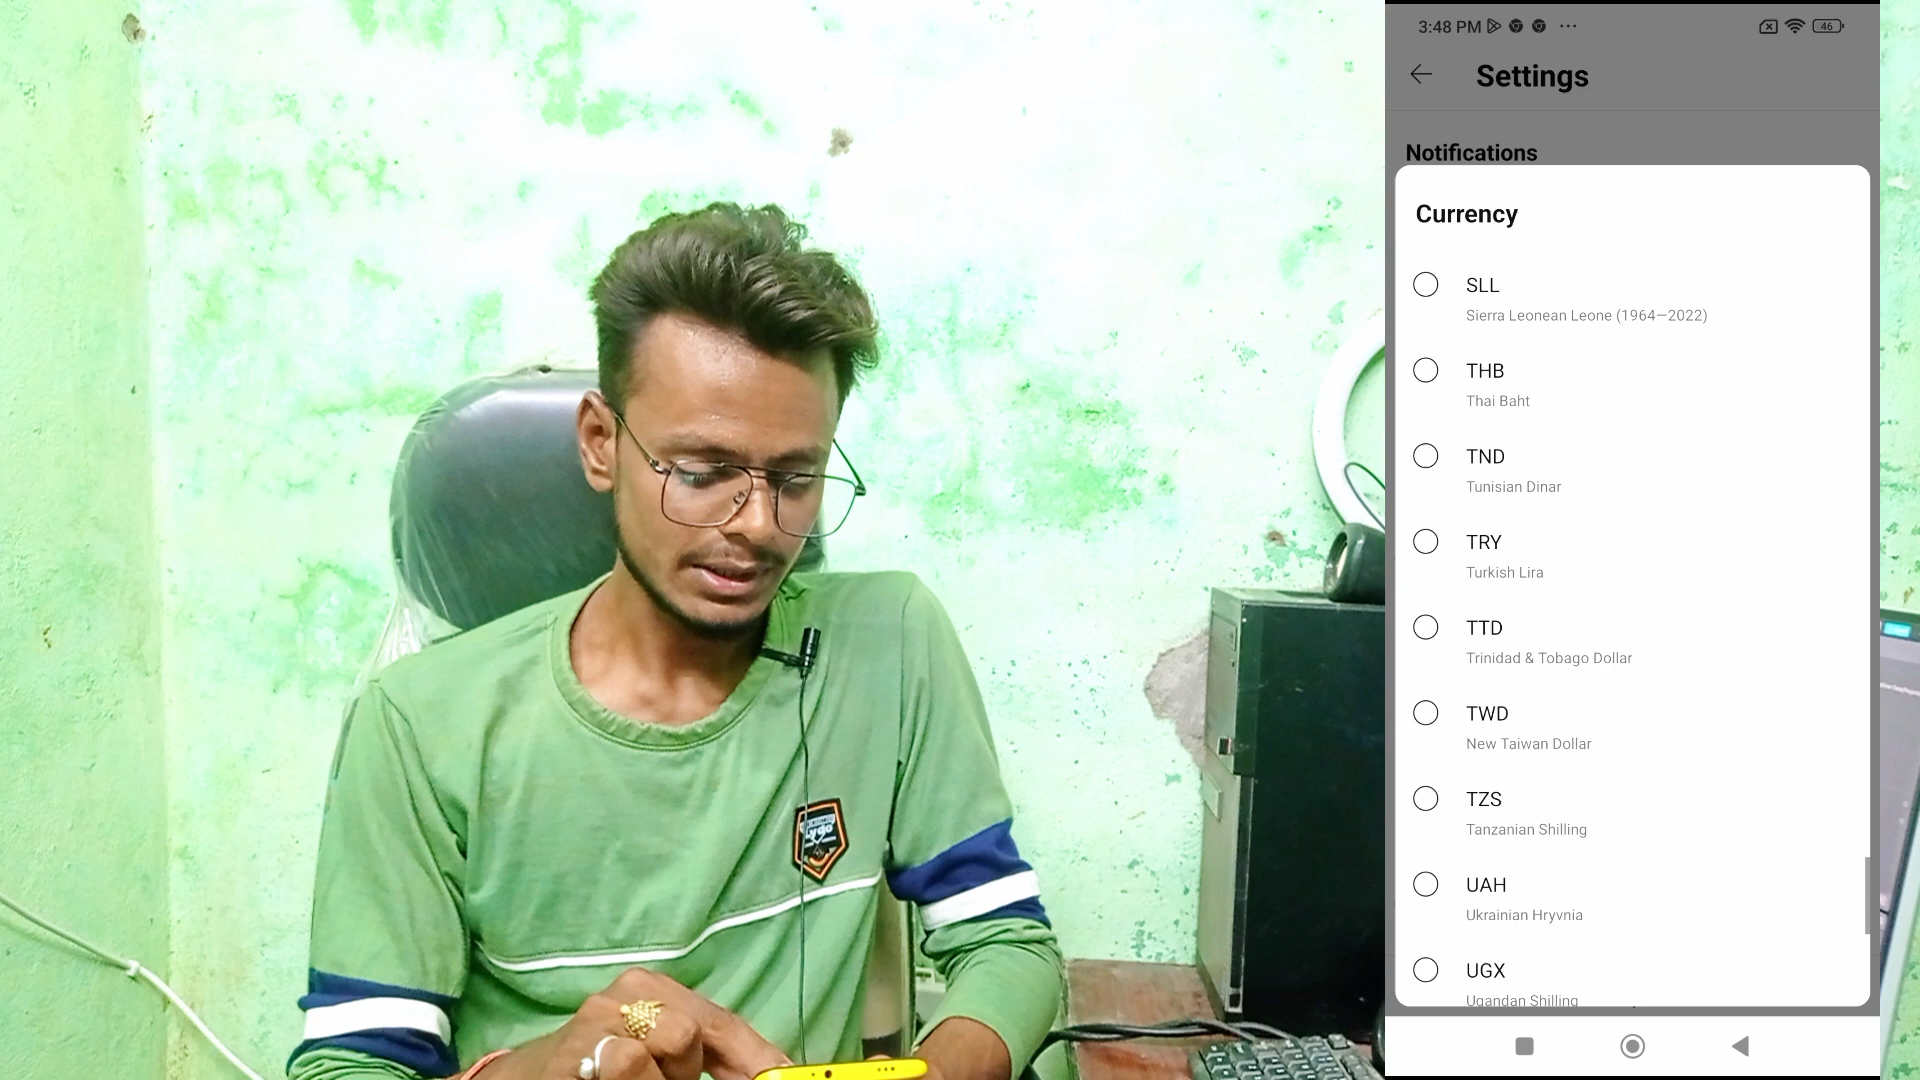 3:48 PM
46
Settings
Notifications
Currency
SLL
Sierra Leonean Leone (1964—2022)
THB
Thai Baht
TND
Tunisian Dinar
TRY
Turkish Lira
TTD
Trinidad & Tobago Dollar
TWD
New Taiwan Dollar
TZS
Tanzanian Shilling
UAH
Ukrainian Hryvnia
UGX
Ugandan Shilling